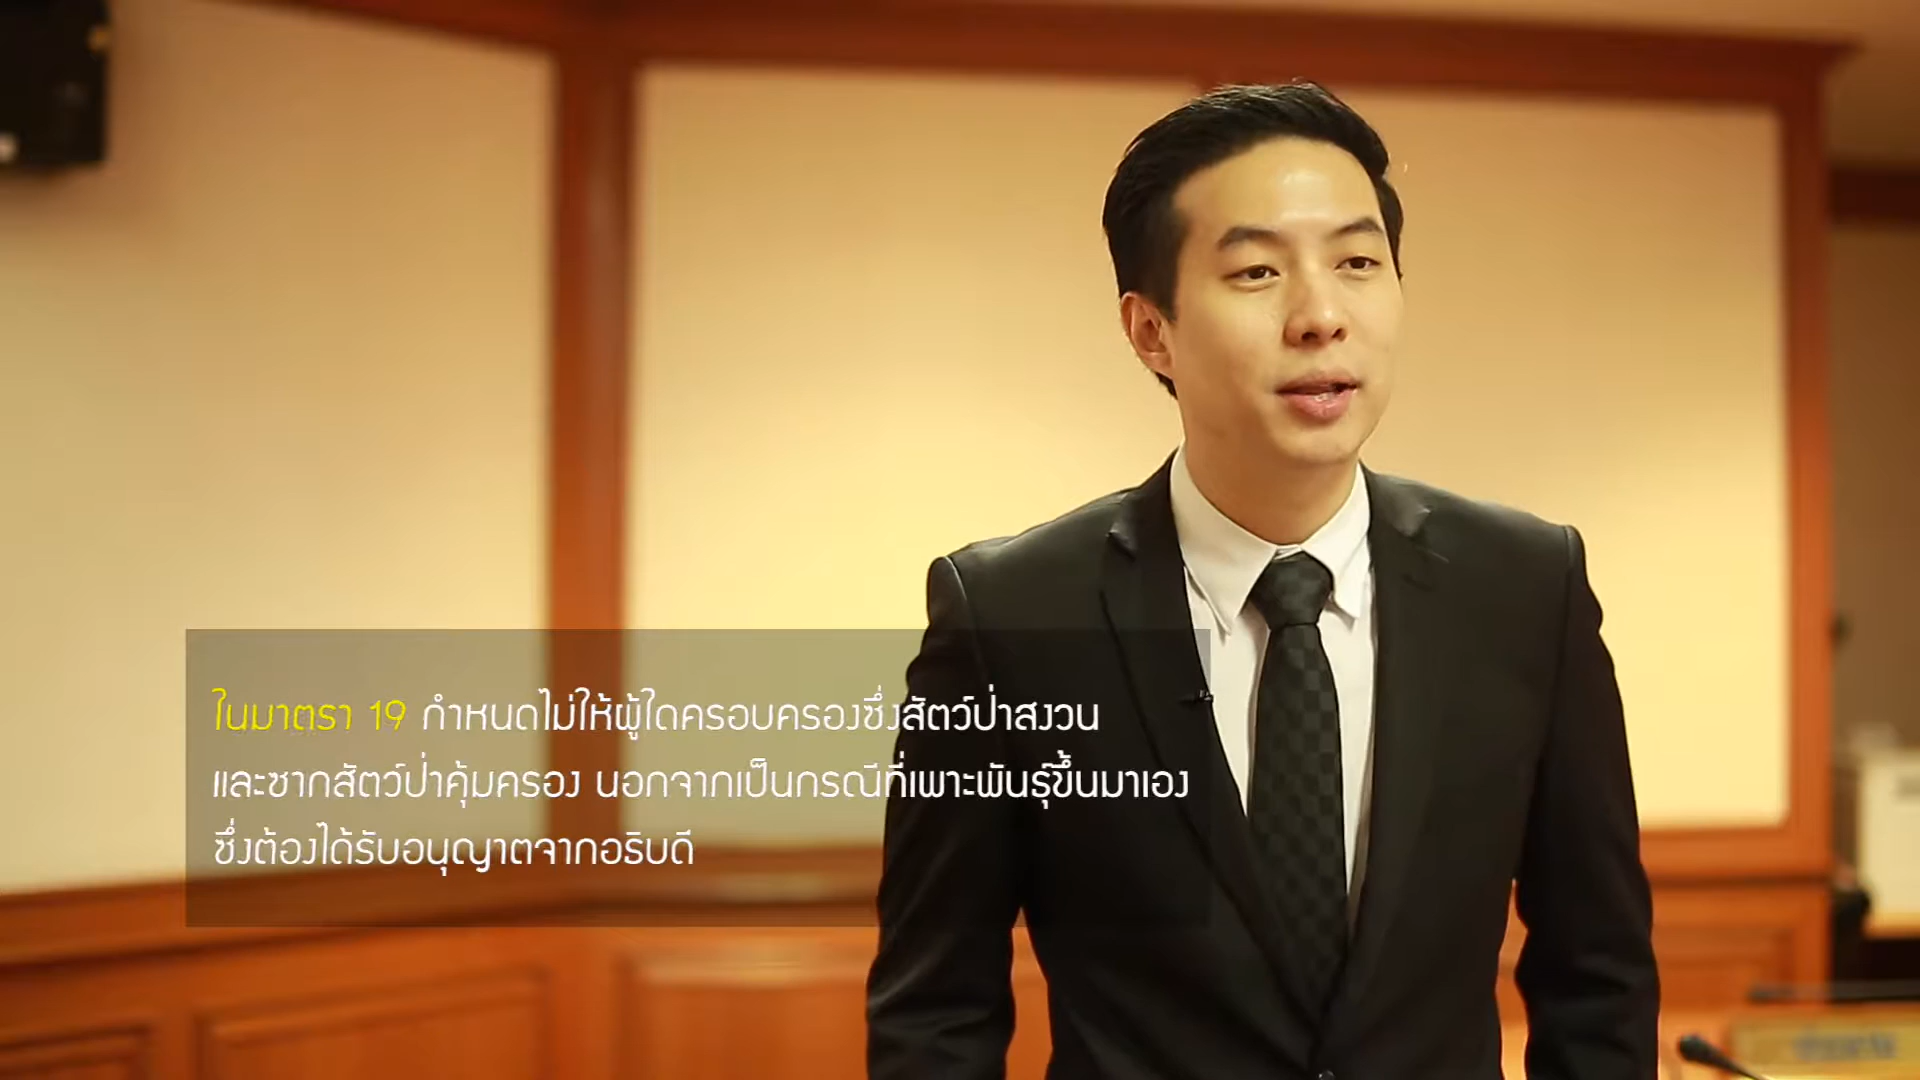 ในมาตรา 19 กำหนดไม่ให้ผู้ใดครอบครองซึ่งสัตว์ป่าสงวน
และซากสัตว์ป่าคุ้มครอง นอกจากเป็นกรณีที่เพาะพันธุ์ขึ้นมาเอง
ซึ่งต้องได้รับอนุญาตจากอธิบดี